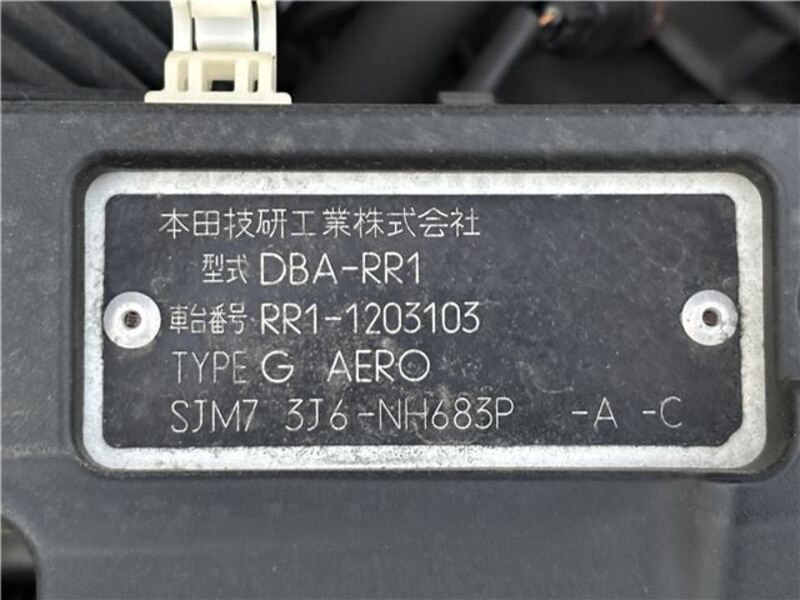 本田技研工業株式会社
型式 DBA-RR1
車台番号 RR1-1203103
TYPE G AERO
SJM7 3J6-NH683P -A -C